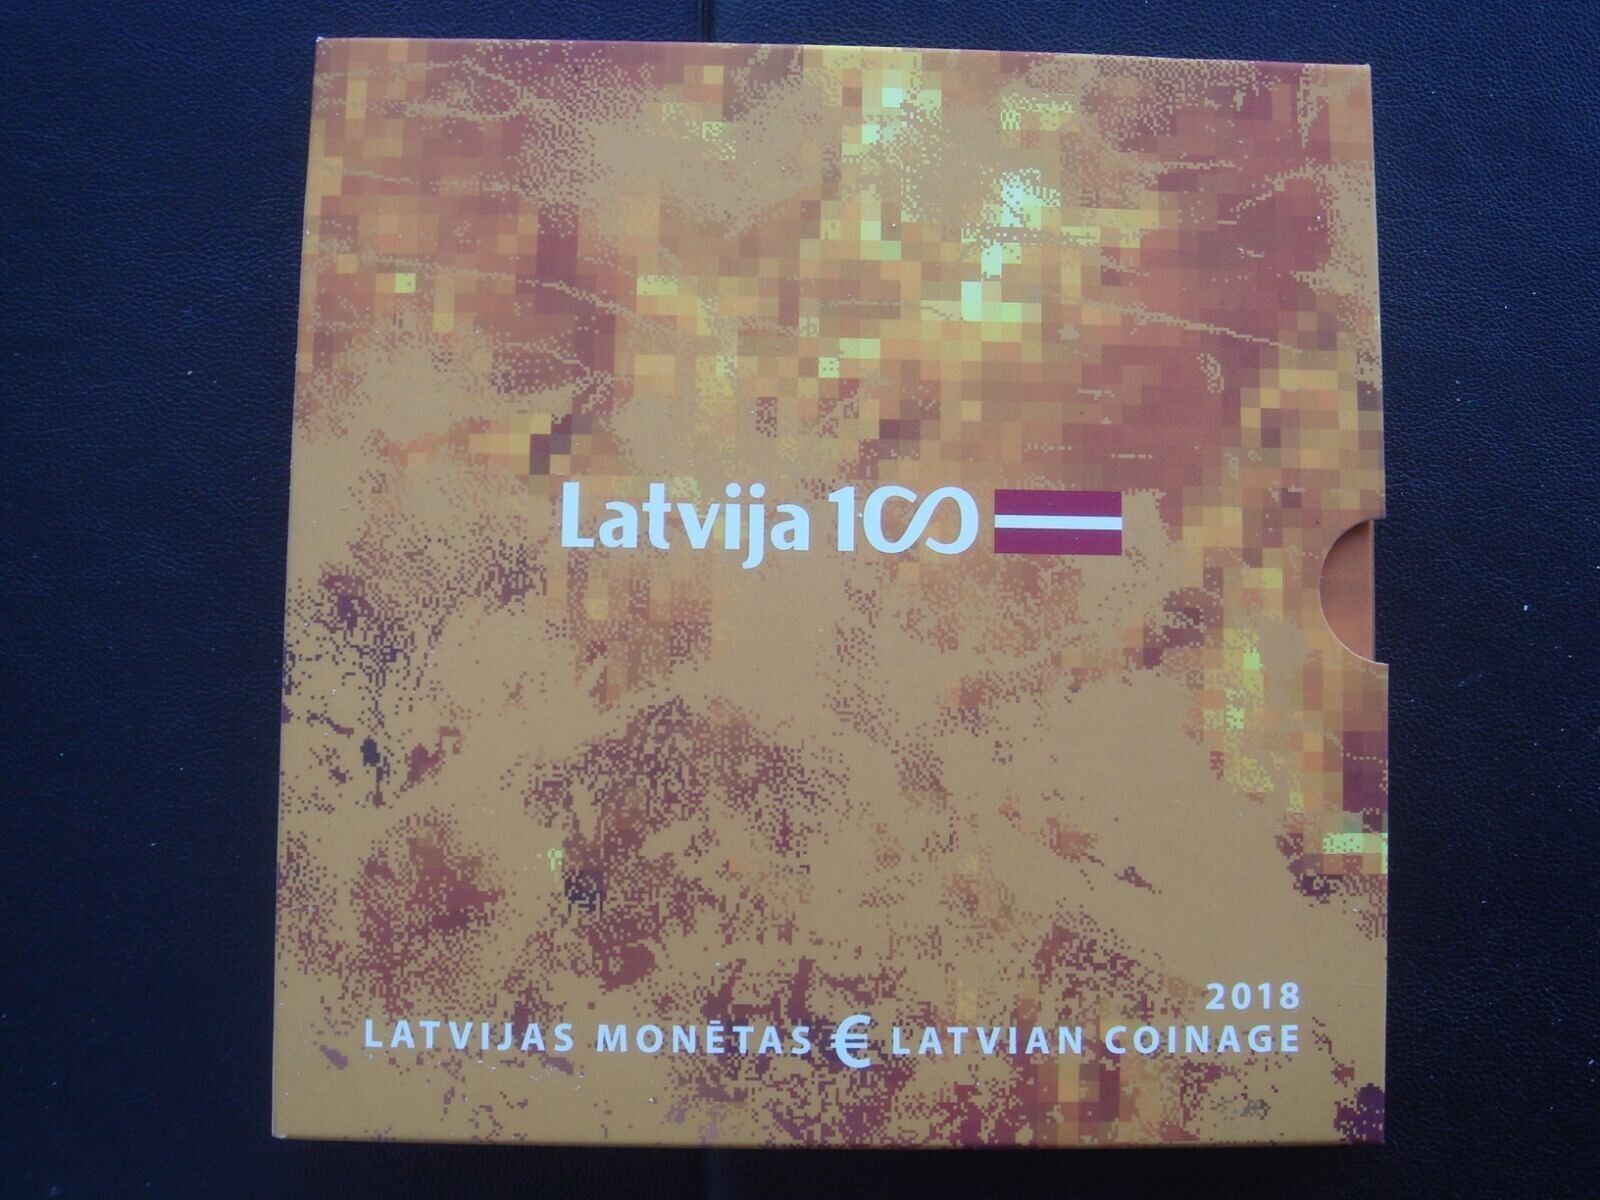 Latvija 100
2018
LATVIJAS MONĒTAS € LATVIAN COINAGE